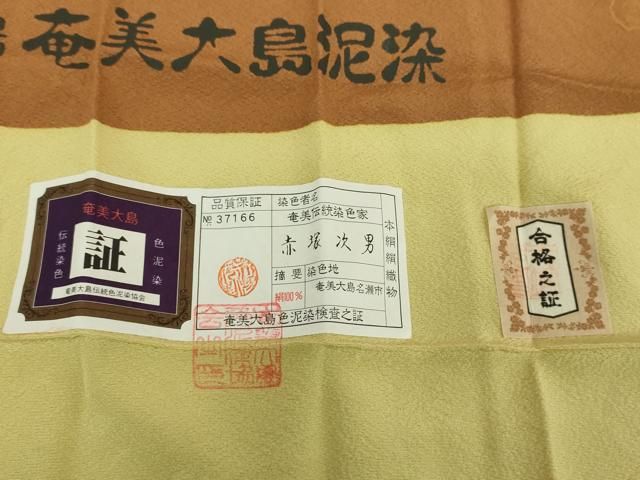 奄美大島泥染
奄美大島
伝統染色
証
色泥染
奄美大島伝統色泥染協会
品質保証
№ 37166
染色者名
奄美伝統染色家
赤塚次男
摘要
絹100%
染色地
奄美大島名瀬市
本絹絹織物
奄美大島色泥染検査之証
合格之証